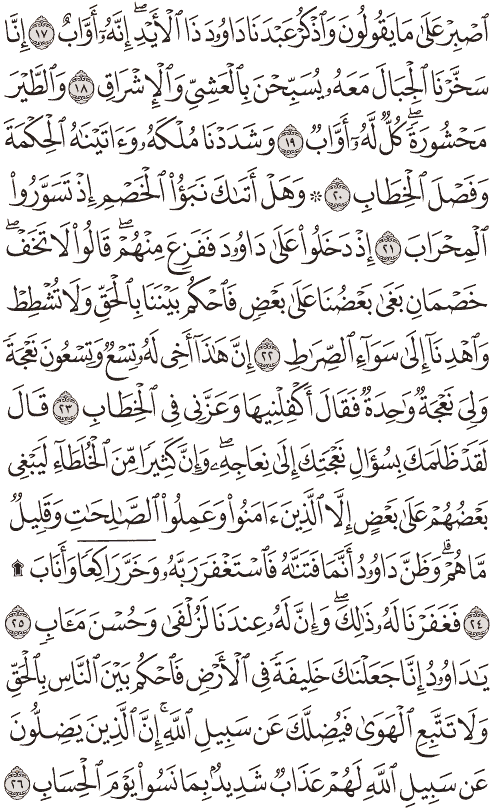 ٱصۡبِرۡ عَلَىٰ مَا يَقُولُونَ وَٱذۡكُرۡ عَبۡدَنَا دَاوُۥدَ ذَا ٱلۡأَيۡدِۖ إِنَّهُۥٓ أَوَّابٌ ١٧ إِنَّا
سَخَّرۡنَا ٱلۡجِبَالَ مَعَهُۥ يُسَبِّحۡنَ بِٱلۡعَشِيِّ وَٱلۡإِشۡرَاقِ ١٨ وَٱلطَّيۡرَ
مَحۡشُورَةٗۖ كُلّٞ لَّهُۥٓ أَوَّابٞ ١٩ وَشَدَدۡنَا مُلۡكَهُۥ وَءَاتَيۡنَٰهُ ٱلۡحِكۡمَةَ
وَفَصۡلَ ٱلۡخِطَابِ ٢٠ ۞ وَهَلۡ أَتَىٰكَ نَبَؤُاْ ٱلۡخَصۡمِ إِذۡ تَسَوَّرُواْ
ٱلۡمِحۡرَابَ ٢١ إِذۡ دَخَلُواْ عَلَىٰ دَاوُۥدَ فَفَزِعَ مِنۡهُمۡۖ قَالُواْ لَا تَخَفۡۖ
خَصۡمَانِ بَغَىٰ بَعۡضُنَا عَلَىٰ بَعۡضٖ فَٱحۡكُم بَيۡنَنَا بِٱلۡحَقِّ وَلَا تُشۡطِطۡ
وَٱهۡدِنَآ إِلَىٰ سَوَآءِ ٱلصِّرَٰطِ ٢٢ إِنَّ هَٰذَآ أَخِي لَهُۥ تِسۡعٞ وَتِسۡعُونَ نَعۡجَةٗ
وَلِيَ نَعۡجَةٞ وَٰحِدَةٞ فَقَالَ أَكۡفِلۡنِيهَا وَعَزَّنِي فِي ٱلۡخِطَابِ ٢٣ قَالَ
لَقَدۡ ظَلَمَكَ بِسُؤَالِ نَعۡجَتِكَ إِلَىٰ نِعَاجِهِۦۖ وَإِنَّ كَثِيرٗا مِّنَ ٱلۡخُلَطَآءِ لَيَبۡغِي
بَعۡضُهُمۡ عَلَىٰ بَعۡضٍ إِلَّا ٱلَّذِينَ ءَامَنُواْ وَعَمِلُواْ ٱلصَّٰلِحَٰتِ وَقَلِيلٞ
مَّا هُمۡۗ وَظَنَّ دَاوُۥدُ أَنَّمَا فَتَنَّٰهُ فَٱسۡتَغۡفَرَ رَبَّهُۥ وَخَرَّۤ رَاكِعٗاۤ وَأَنَابَ ۩
٢٤ فَغَفَرۡنَا لَهُۥ ذَٰلِكَۖ وَإِنَّ لَهُۥ عِندَنَا لَزُلۡفَىٰ وَحُسۡنَ مَـَٔابٖ ٢٥
يَٰدَاوُۥدُ إِنَّا جَعَلۡنَٰكَ خَلِيفَةٗ فِي ٱلۡأَرۡضِ فَٱحۡكُم بَيۡنَ ٱلنَّاسِ بِٱلۡحَقِّ
وَلَا تَتَّبِعِ ٱلۡهَوَىٰ فَيُضِلَّكَ عَن سَبِيلِ ٱللَّهِۚ إِنَّ ٱلَّذِينَ يَضِلُّونَ
عَن سَبِيلِ ٱللَّهِ لَهُمۡ عَذَابٞ شَدِيدُۢ بِمَا نَسُواْ يَوۡمَ ٱلۡحِسَابِ ٢٦